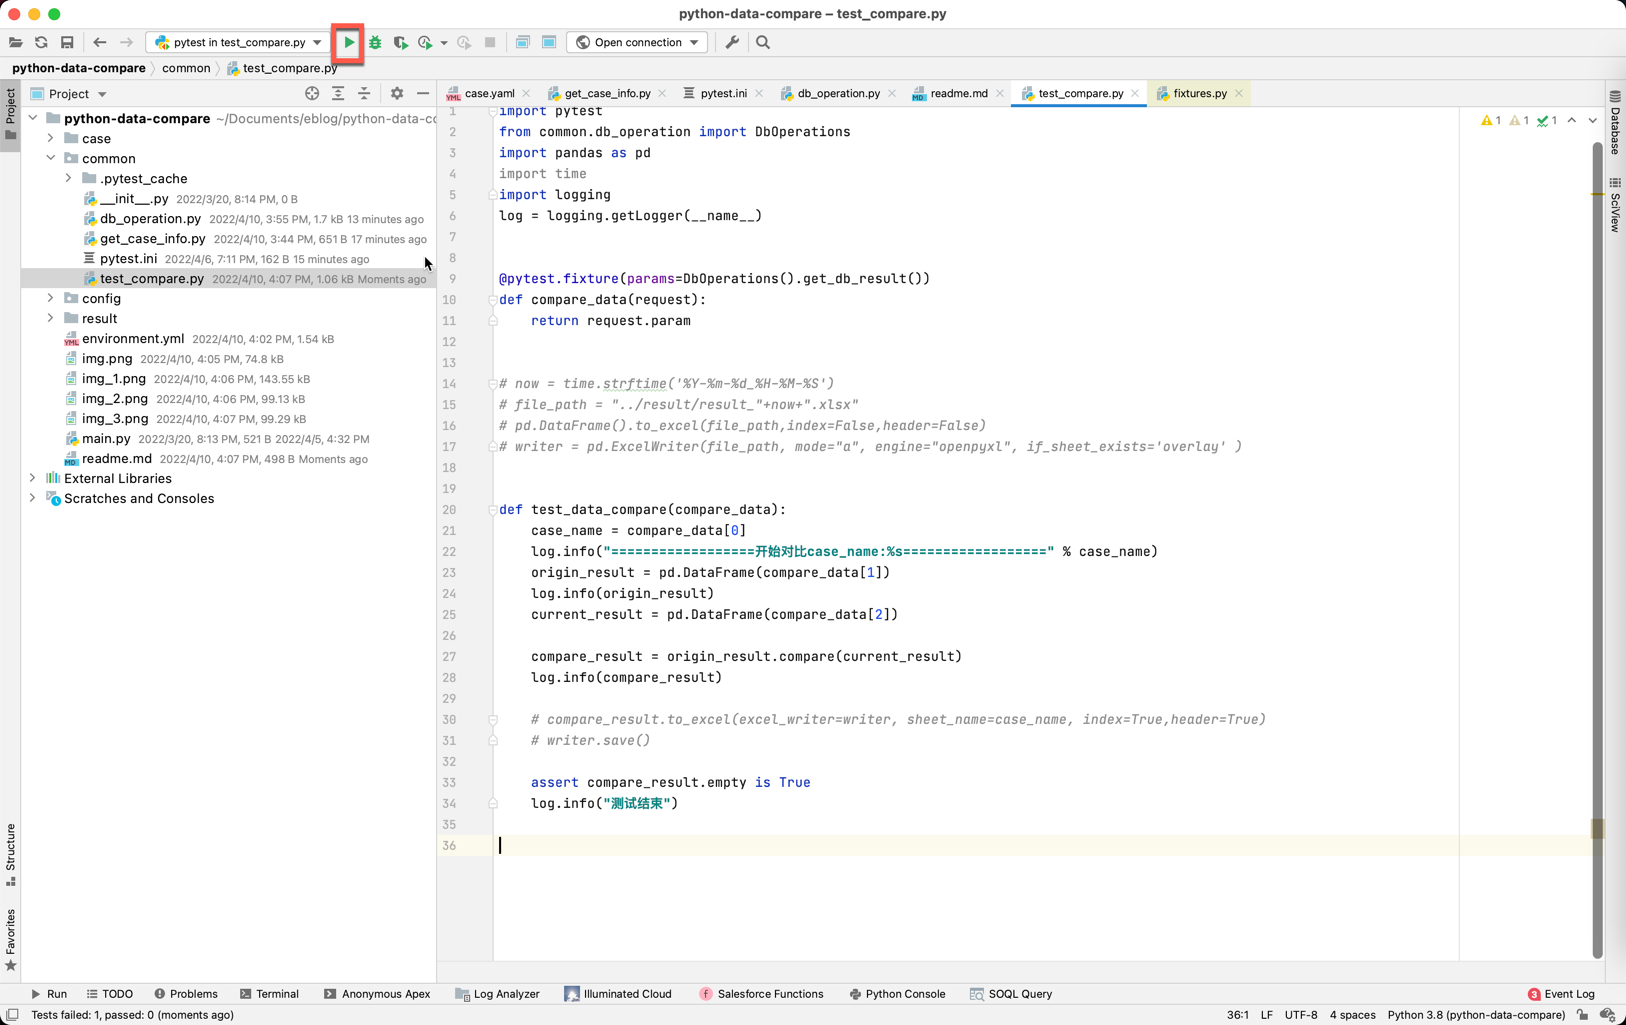 python-data-compare – test_compare.py
pytest in test_compare.py
Open connection
python-data-compare
common
test_compare.py
Project
Project
case.yaml
get_case_info.py
pytest.ini
db_operation.py
readme.md
test_compare.py
fixtures.py
Database
SciView
Structure
Favorites
python-data-compare ~/Documents/eblog/python-data-co
case
common
.pytest_cache
__init__.py 2022/3/20, 8:14 PM, 0 B
db_operation.py 2022/4/10, 3:55 PM, 1.7 kB 13 minutes ago
get_case_info.py 2022/4/10, 3:44 PM, 651 B 17 minutes ago
pytest.ini 2022/4/6, 7:11 PM, 162 B 15 minutes ago
test_compare.py 2022/4/10, 4:07 PM, 1.06 kB Moments ago
config
result
environment.yml 2022/4/10, 4:02 PM, 1.54 kB
img.png 2022/4/10, 4:05 PM, 74.8 kB
img_1.png 2022/4/10, 4:06 PM, 143.55 kB
img_2.png 2022/4/10, 4:06 PM, 99.13 kB
img_3.png 2022/4/10, 4:07 PM, 99.29 kB
main.py 2022/3/20, 8:13 PM, 521 B 2022/4/5, 4:32 PM
readme.md 2022/4/10, 4:07 PM, 498 B Moments ago
External Libraries
Scratches and Consoles
1 1 1
1 import pytest
2 from common.db_operation import DbOperations
3 import pandas as pd
4 import time
5 import logging
6 log = logging.getLogger(__name__)
7
8
9 @pytest.fixture(params=DbOperations().get_db_result())
10 def compare_data(request):
11 return request.param
12
13
14 # now = time.strftime('%Y-%m-%d_%H-%M-%S')
15 # file_path = "../result/result_"+now+".xlsx"
16 # pd.DataFrame().to_excel(file_path,index=False,header=False)
17 # writer = pd.ExcelWriter(file_path, mode="a", engine="openpyxl", if_sheet_exists='overlay' )
18
19
20 def test_data_compare(compare_data):
21 case_name = compare_data[0]
22 log.info("==================开始对比case_name:%s==================" % case_name)
23 origin_result = pd.DataFrame(compare_data[1])
24 log.info(origin_result)
25 current_result = pd.DataFrame(compare_data[2])
26
27 compare_result = origin_result.compare(current_result)
28 log.info(compare_result)
29
30 # compare_result.to_excel(excel_writer=writer, sheet_name=case_name, index=True,header=True)
31 # writer.save()
32
33 assert compare_result.empty is True
34 log.info("测试结束")
35
36
Run
TODO
Problems
Terminal
Anonymous Apex
Log Analyzer
Illuminated Cloud
Salesforce Functions
Python Console
SOQL Query
3 Event Log
Tests failed: 1, passed: 0 (moments ago)
36:1 LF UTF-8 4 spaces Python 3.8 (python-data-compare)